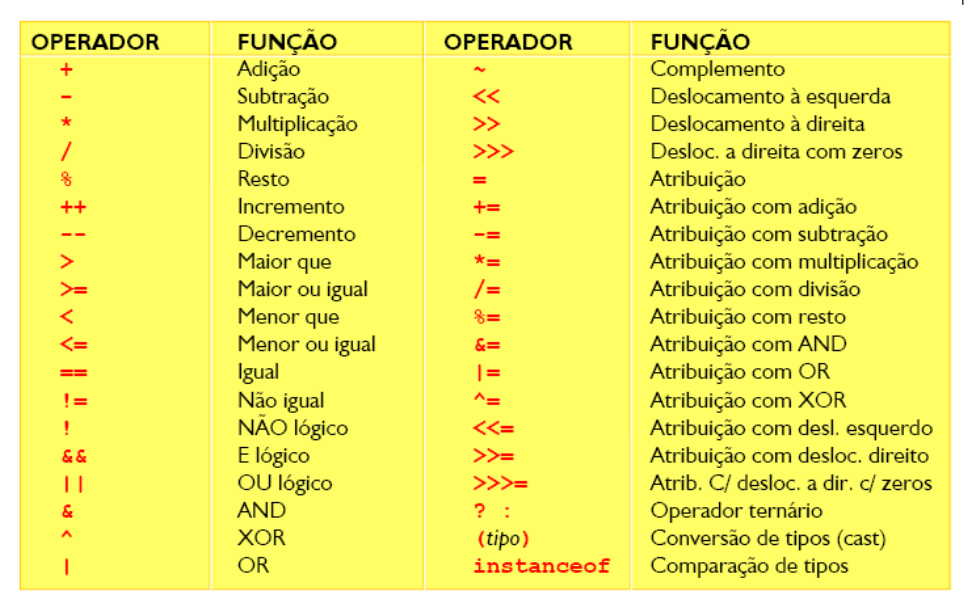 OPERADOR FUNÇÃO OPERADOR FUNÇÃO
+ Adição ~ Complemento
- Subtração << Deslocamento à esquerda
* Multiplicação >> Deslocamento à direita
/ Divisão >>> Desloc. a direita com zeros
% Resto = Atribuição
++ Incremento += Atribuição com adição
-- Decremento -= Atribuição com subtração
> Maior que *= Atribuição com multiplicação
>= Maior ou igual /= Atribuição com divisão
< Menor que %= Atribuição com resto
<= Menor ou igual &= Atribuição com AND
== Igual |= Atribuição com OR
!= Não igual ^= Atribuição com XOR
! NÃO lógico <<= Atribuição com desl. esquerdo
&& E lógico >>= Atribuição com desloc. direito
|| OU lógico >>>= Atrib. C/ desloc. a dir. c/ zeros
& AND ? : Operador ternário
^ XOR (tipo) Conversão de tipos (cast)
| OR instanceof Comparação de tipos